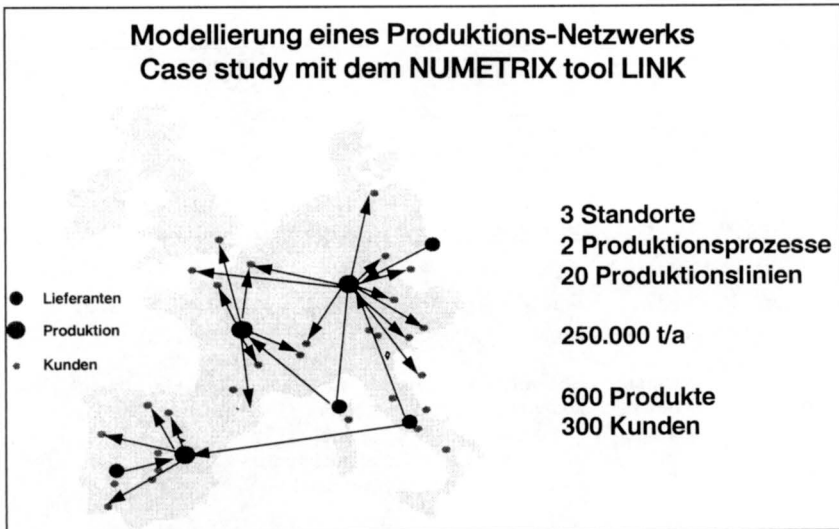 Modellierung eines Produktions-Netzwerks
Case study mit dem NUMETRIX tool LINK
3 Standorte
2 Produktionsprozesse
20 Produktionslinien
250.000 t/a
600 Produkte
300 Kunden
Lieferanten
Produktion
Kunden